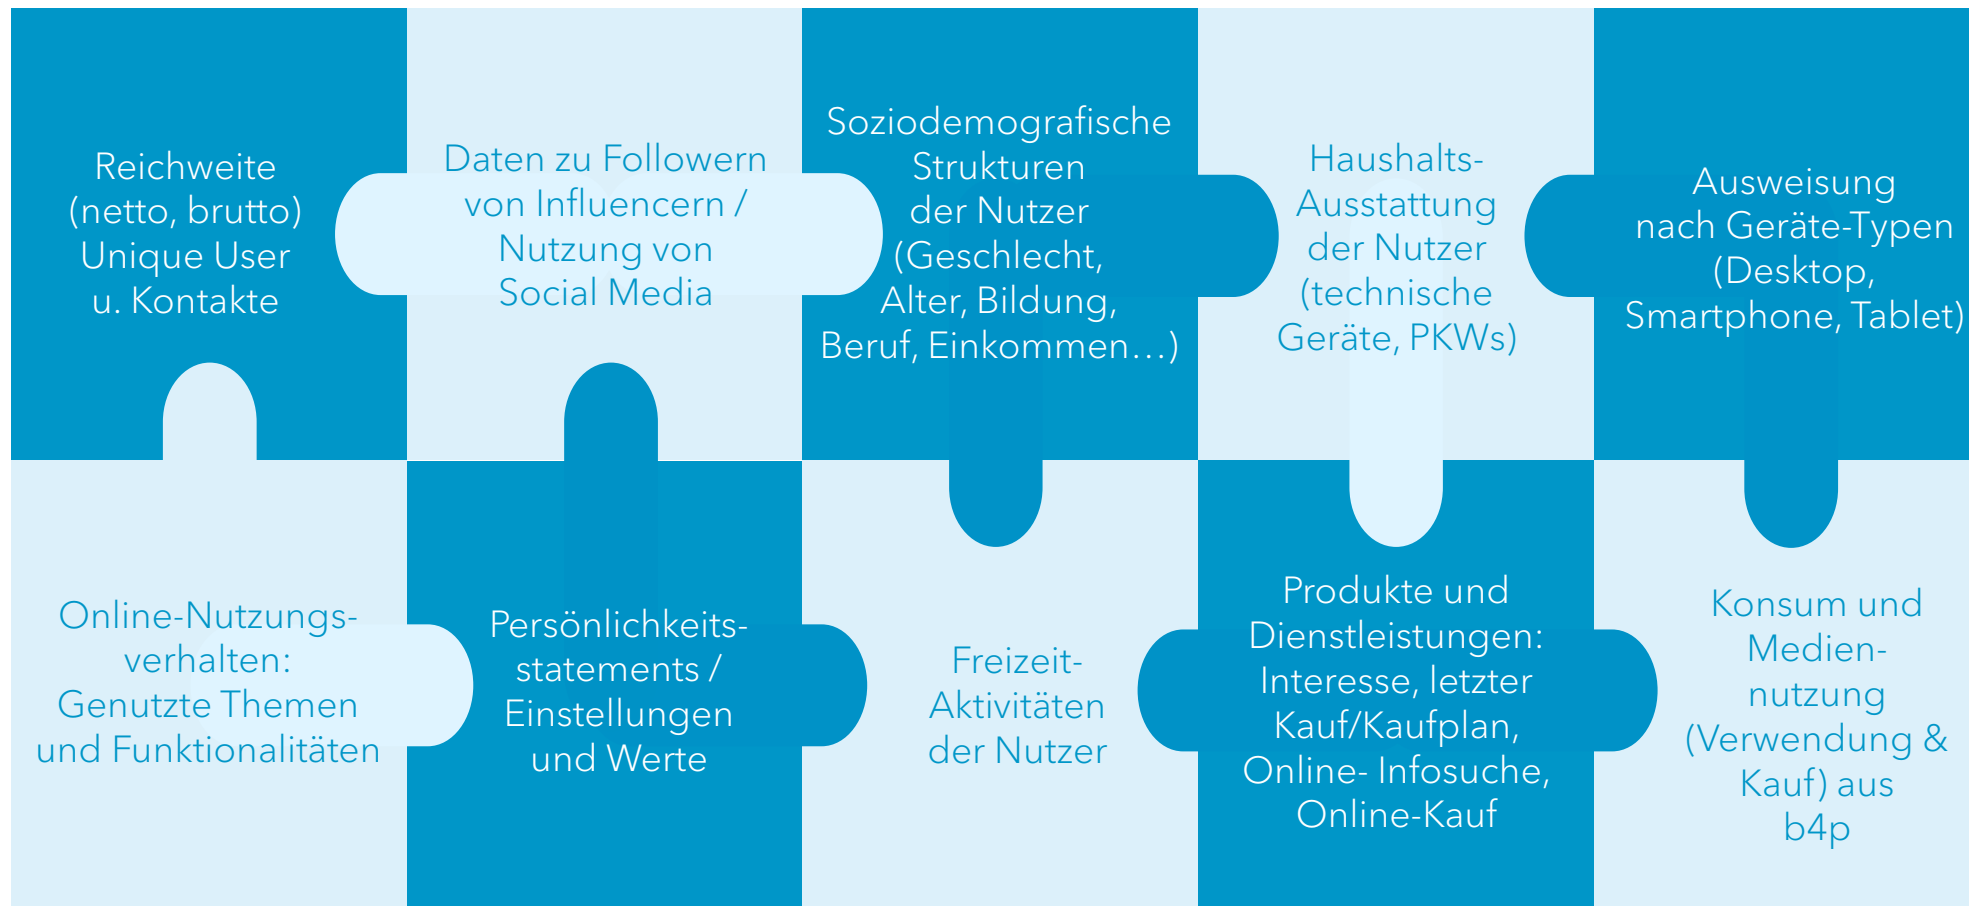 Reichweite
(netto, brutto)
Unique User
u. Kontakte
Daten zu Followern
von Influencern /
Nutzung von
Social Media
Soziodemografische
Strukturen
der Nutzer
(Geschlecht,
Alter, Bildung,
Beruf, Einkommen…)
Haushalts-
Ausstattung
der Nutzer
(technische
Geräte, PKWs)
Ausweisung
nach Geräte-Typen
(Desktop,
Smartphone, Tablet)
Online-Nutzungs-
verhalten:
Genutzte Themen
und Funktionalitäten
Persönlichkeits-
statements /
Einstellungen
und Werte
Freizeit-
Aktivitäten
der Nutzer
Produkte und
Dienstleistungen:
Interesse, letzter
Kauf/Kaufplan,
Online- Infosuche,
Online-Kauf
Konsum und
Medien-
nutzung
(Verwendung &
Kauf) aus
b4p